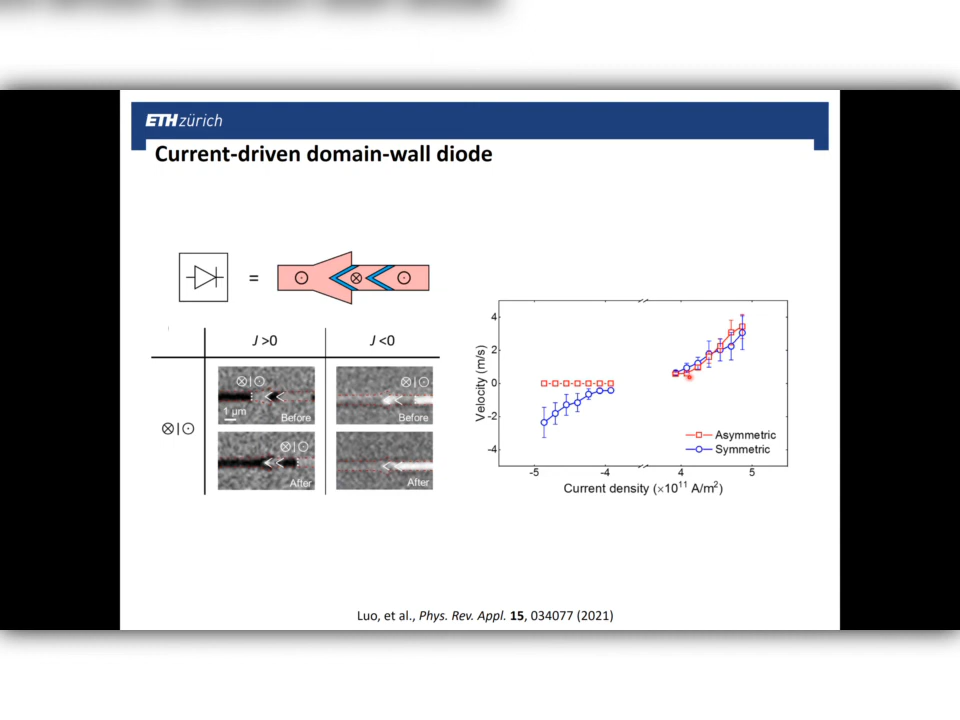 ETH zürich
Current-driven domain-wall diode
=
J >0
J <0
⊗|⊙
⊗|⊙
1 µm
Before
⊗|⊙
Before
⊗|⊙
⊗|⊙
After
After
4
2
0
-2
-4
Velocity (m/s)
Asymmetric
Symmetric
-5
-4
4
5
Current density (×10¹¹ A/m²)
Luo, et al., Phys. Rev. Appl. 15, 034077 (2021)